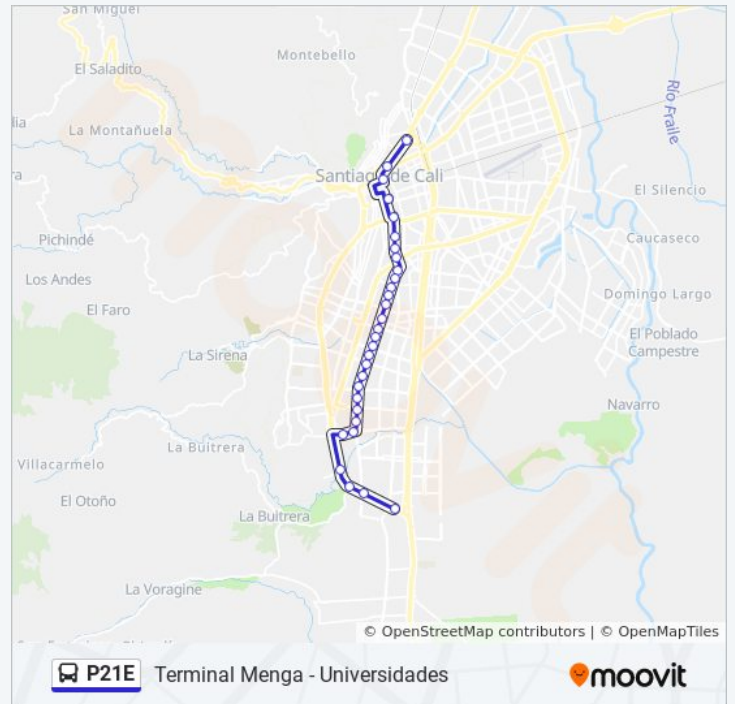 San Miguel
Montebello
El Saladito
La Montañuela
Santiago de Cali
Río Fraile
El Silencio
Pichindé
Caucaseco
Los Andes
Domingo Largo
El Faro
El Poblado
Campestre
La Sirena
Navarro
La Buitrera
Villacarmelo
El Otoño
La Buitrera
La Voragine
© OpenStreetMap contributors | © OpenMapTiles
P21E Terminal Menga - Universidades
moovit